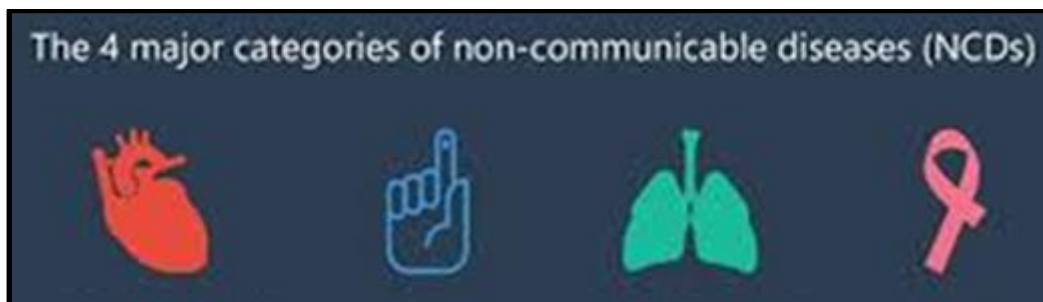 The 4 major categories of non-communicable diseases (NCDs)